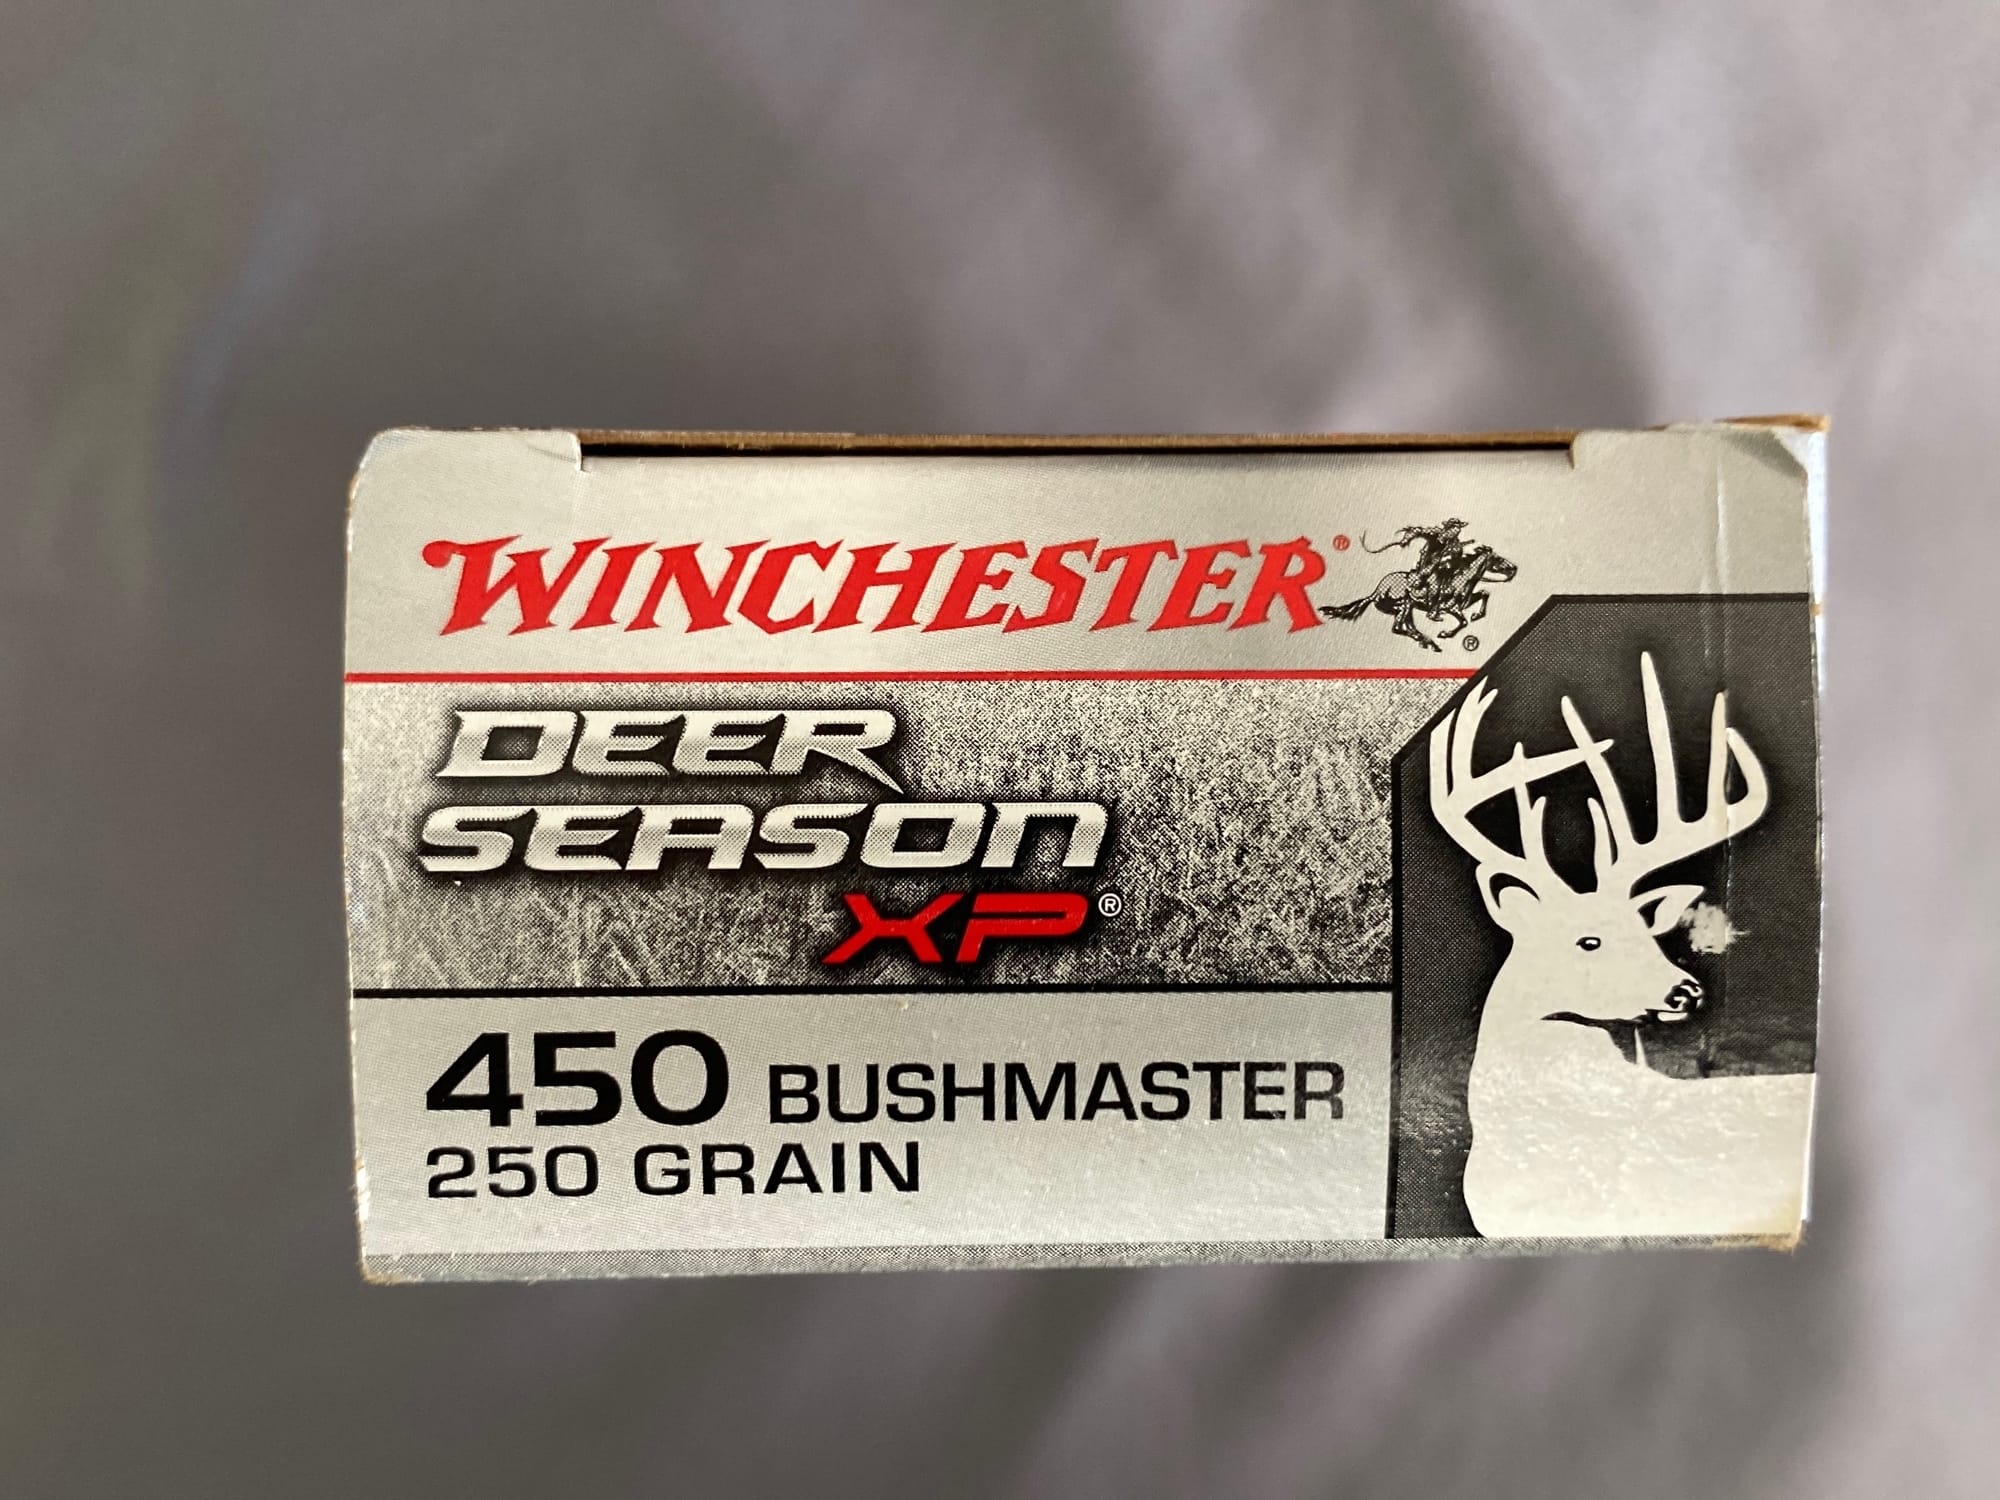 WINCHESTER®
®
DEER
SEASON
XP®
450 BUSHMASTER
250 GRAIN